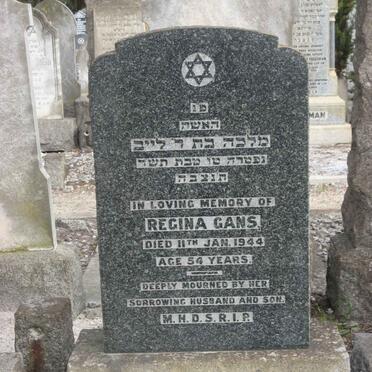 פנ
האשה
מלכה בת ר לייב
נפטרה טו טבת תשד
תנצבה
IN LOVING MEMORY OF
REGINA GANS,
DIED 11TH JAN. 1944
AGE 54 YEARS.
DEEPLY MOURNED BY HER
SORROWING HUSBAND AND SON.
M.H.D.S.R.I.P.